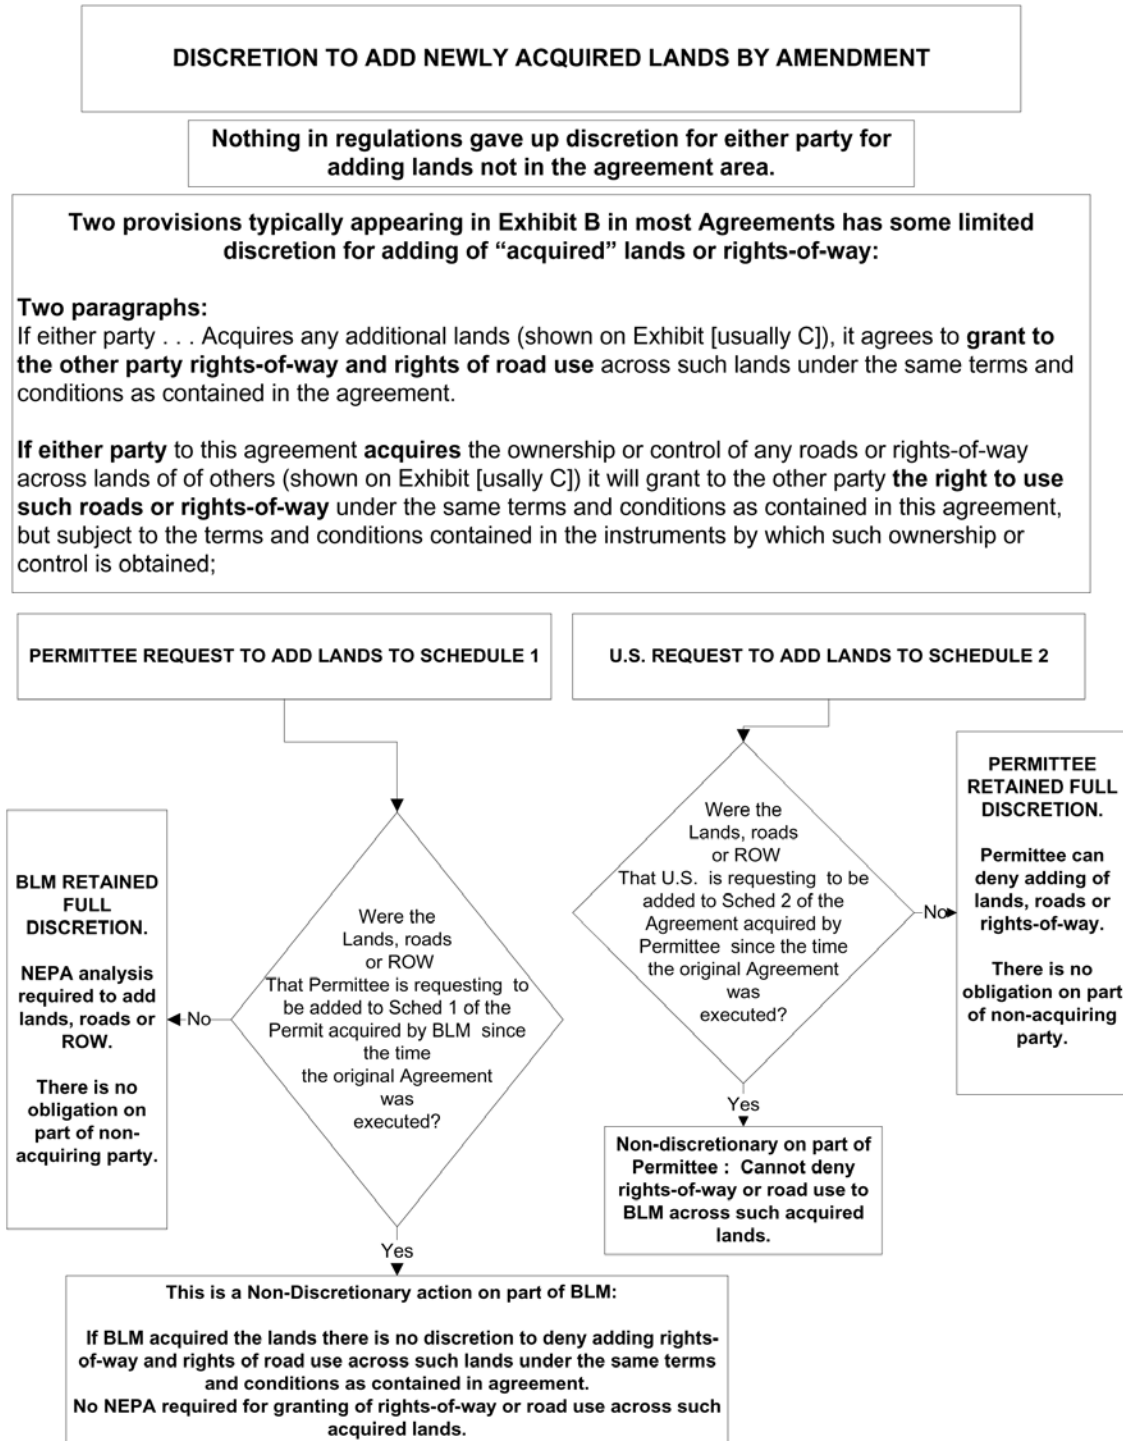 DISCRETION TO ADD NEWLY ACQUIRED LANDS BY AMENDMENT
Nothing in regulations gave up discretion for either party for
adding lands not in the agreement area.
Two provisions typically appearing in Exhibit B in most Agreements has some limited
discretion for adding of “acquired” lands or rights-of-way:
Two paragraphs:
If either party . . . Acquires any additional lands (shown on Exhibit [usually C]), it agrees to grant to
the other party rights-of-way and rights of road use across such lands under the same terms and
conditions as contained in the agreement.
If either party to this agreement acquires the ownership or control of any roads or rights-of-way
across lands of of others (shown on Exhibit [usally C]) it will grant to the other party the right to use
such roads or rights-of-way under the same terms and conditions as contained in this agreement,
but subject to the terms and conditions contained in the instruments by which such ownership or
control is obtained;
PERMITTEE REQUEST TO ADD LANDS TO SCHEDULE 1
U.S. REQUEST TO ADD LANDS TO SCHEDULE 2
BLM RETAINED
FULL
DISCRETION.
NEPA analysis
required to add
lands, roads or
ROW.
There is no
obligation on
part of non-
acquiring party.
No
Were the
Lands, roads
or ROW
That Permittee is requesting to
be added to Sched 1 of the
Permit acquired by BLM since
the time
the original Agreement
was
executed?
Yes
This is a Non-Discretionary action on part of BLM:
If BLM acquired the lands there is no discretion to deny adding rights-
of-way and rights of road use across such lands under the same terms
and conditions as contained in agreement.
No NEPA required for granting of rights-of-way or road use across such
acquired lands.
Were the
Lands, roads
or ROW
That U.S. is requesting to be
added to Sched 2 of the
Agreement acquired by
Permittee since the time
the original Agreement
was
executed?
No
PERMITTEE
RETAINED FULL
DISCRETION.
Permittee can
deny adding of
lands, roads or
rights-of-way.
There is no
obligation on part
of non-acquiring
party.
Yes
Non-discretionary on part of
Permittee : Cannot deny
rights-of-way or road use to
BLM across such acquired
lands.